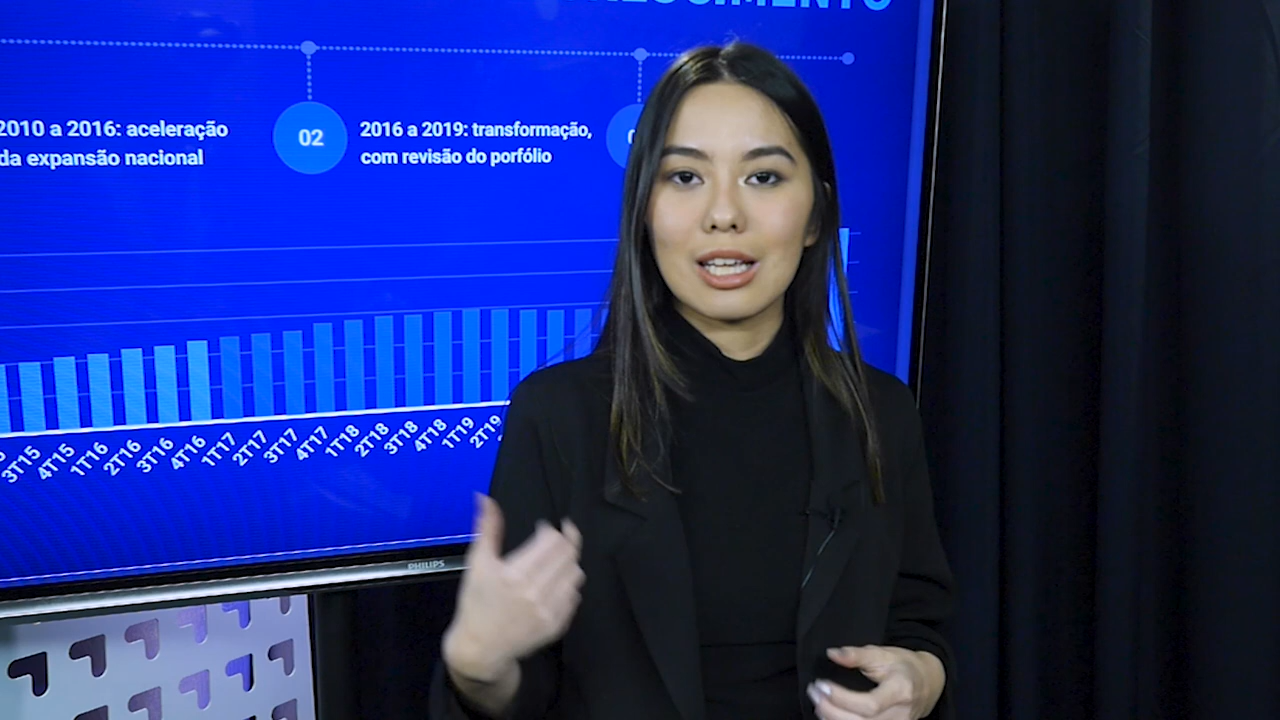 2010 a 2016: aceleração
da expansão nacional
02
2016 a 2019: transformação,
com revisão do porfólio
3T15
4T15
1T16
2T16
3T16
4T16
1T17
2T17
3T17
4T17
1T18
2T18
3T18
4T18
1T19
2T19
PHILIPS